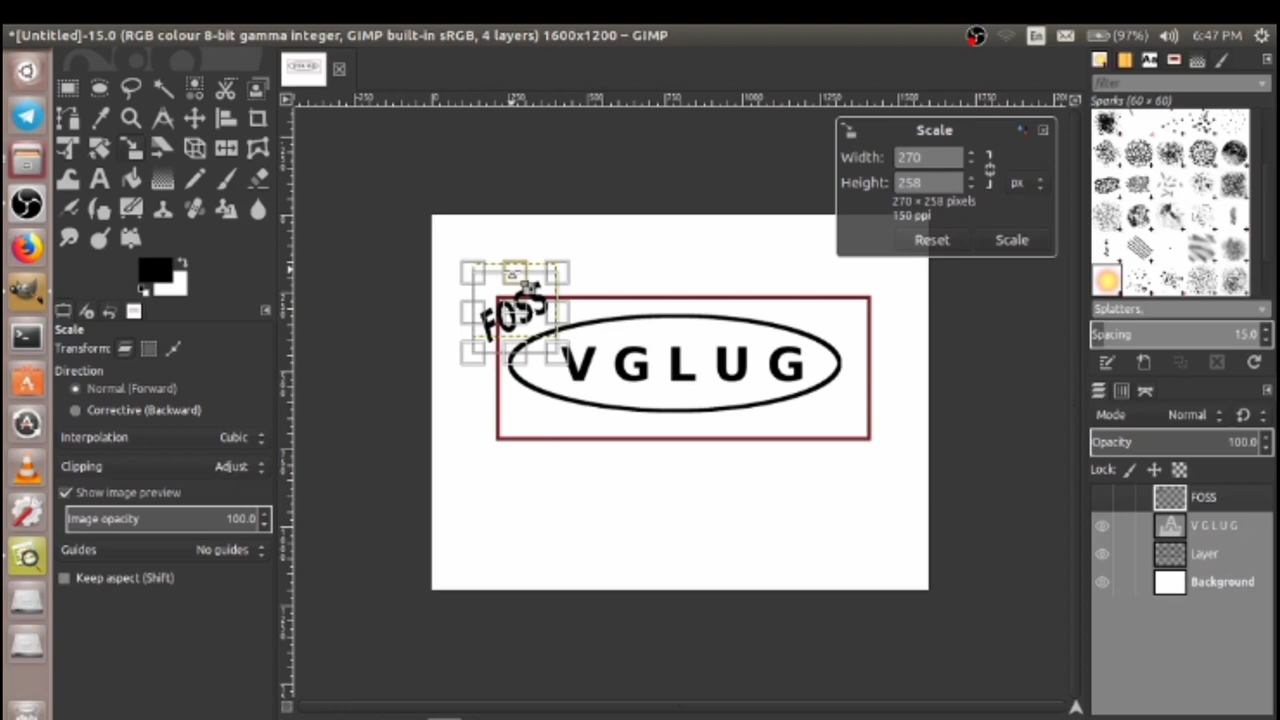 *[Untitled]-15.0 (RGB colour 8-bit gamma integer, GIMP built-in sRGB, 4 layers) 1600x1200 – GIMP
En
(97%)
6:47 PM
filter
Sparks (60 × 60)
Scale
Width: 270
Height: 258
px
270 × 258 pixels
150 ppi
Reset
Scale
FOSS
V G L U G
Scale
Transform:
Direction
Normal (Forward)
Corrective (Backward)
Interpolation Cubic
Clipping Adjust
Show image preview
Image opacity 100.0
Guides No guides
Keep aspect (Shift)
Splatters,
Spacing 15.0
Mode Normal
Opacity 100.0
Lock:
FOSS
V G L U G
Layer
Background